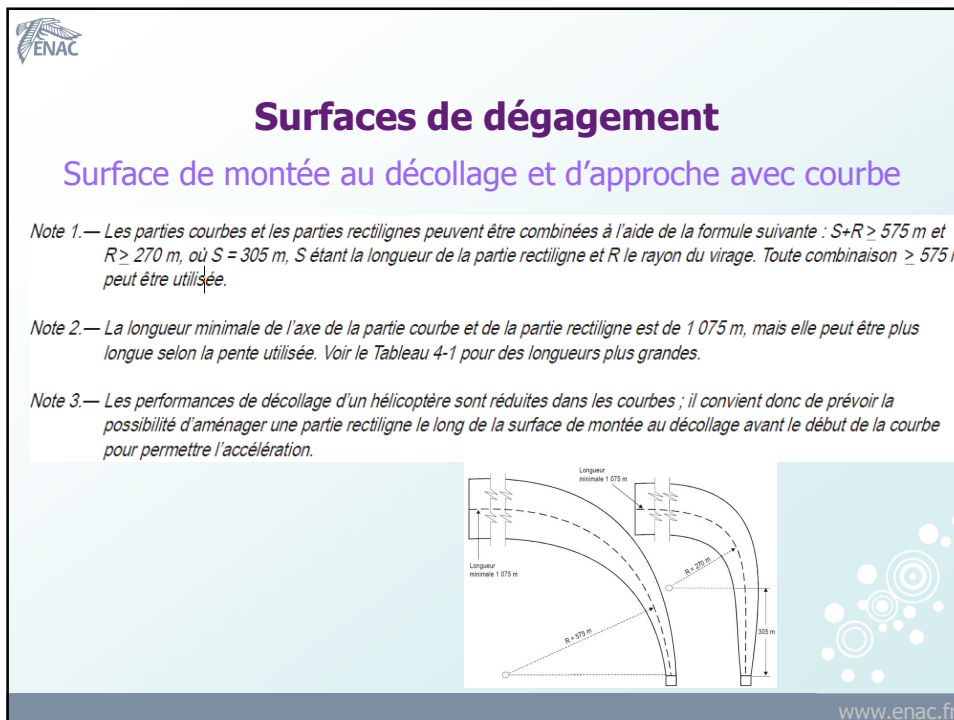 ENAC
Surfaces de dégagement
Surface de montée au décollage et d’approche avec courbe
Note 1.— Les parties courbes et les parties rectilignes peuvent être combinées à l'aide de la formule suivante : S+R ≥ 575 m et
R ≥ 270 m, où S = 305 m, S étant la longueur de la partie rectiligne et R le rayon du virage. Toute combinaison ≥ 575
peut être utilisée.
Note 2.— La longueur minimale de l'axe de la partie courbe et de la partie rectiligne est de 1 075 m, mais elle peut être plus
longue selon la pente utilisée. Voir le Tableau 4-1 pour des longueurs plus grandes.
Note 3.— Les performances de décollage d'un hélicoptère sont réduites dans les courbes ; il convient donc de prévoir la
possibilité d'aménager une partie rectiligne le long de la surface de montée au décollage avant le début de la courbe
pour permettre l'accélération.
Longueur
minimale 1 075 m
Longueur
minimale 1 075 m
R = 270 m
R = 575 m
305 m
www.enac.fr